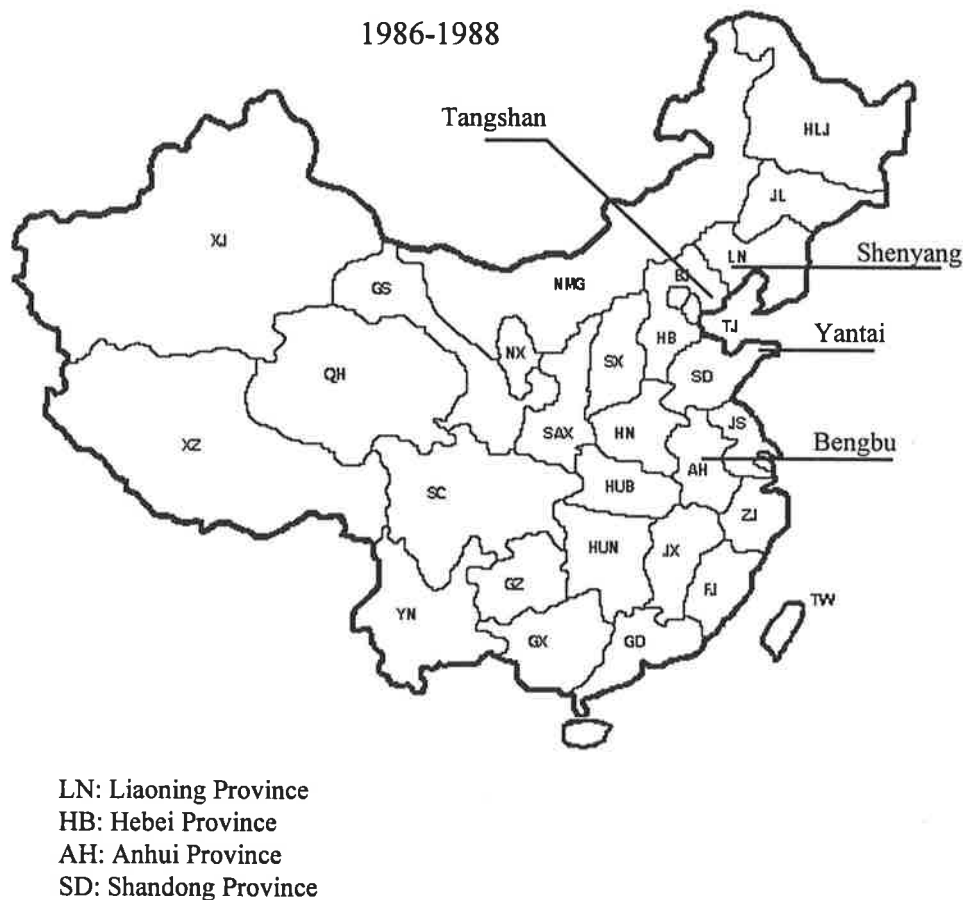 1986-1988
Tangshan
HLJ
JL
XJ
LN
Shenyang
BJ
GS
NMG
TJ
Yantai
HB
NX
SX
QH
SD
JS
SAX
HN
XZ
Bengbu
AH
SC
HUB
ZJ
HUN
JX
GZ
FJ
TW
YN
GX
GD
LN: Liaoning Province
HB: Hebei Province
AH: Anhui Province
SD: Shandong Province